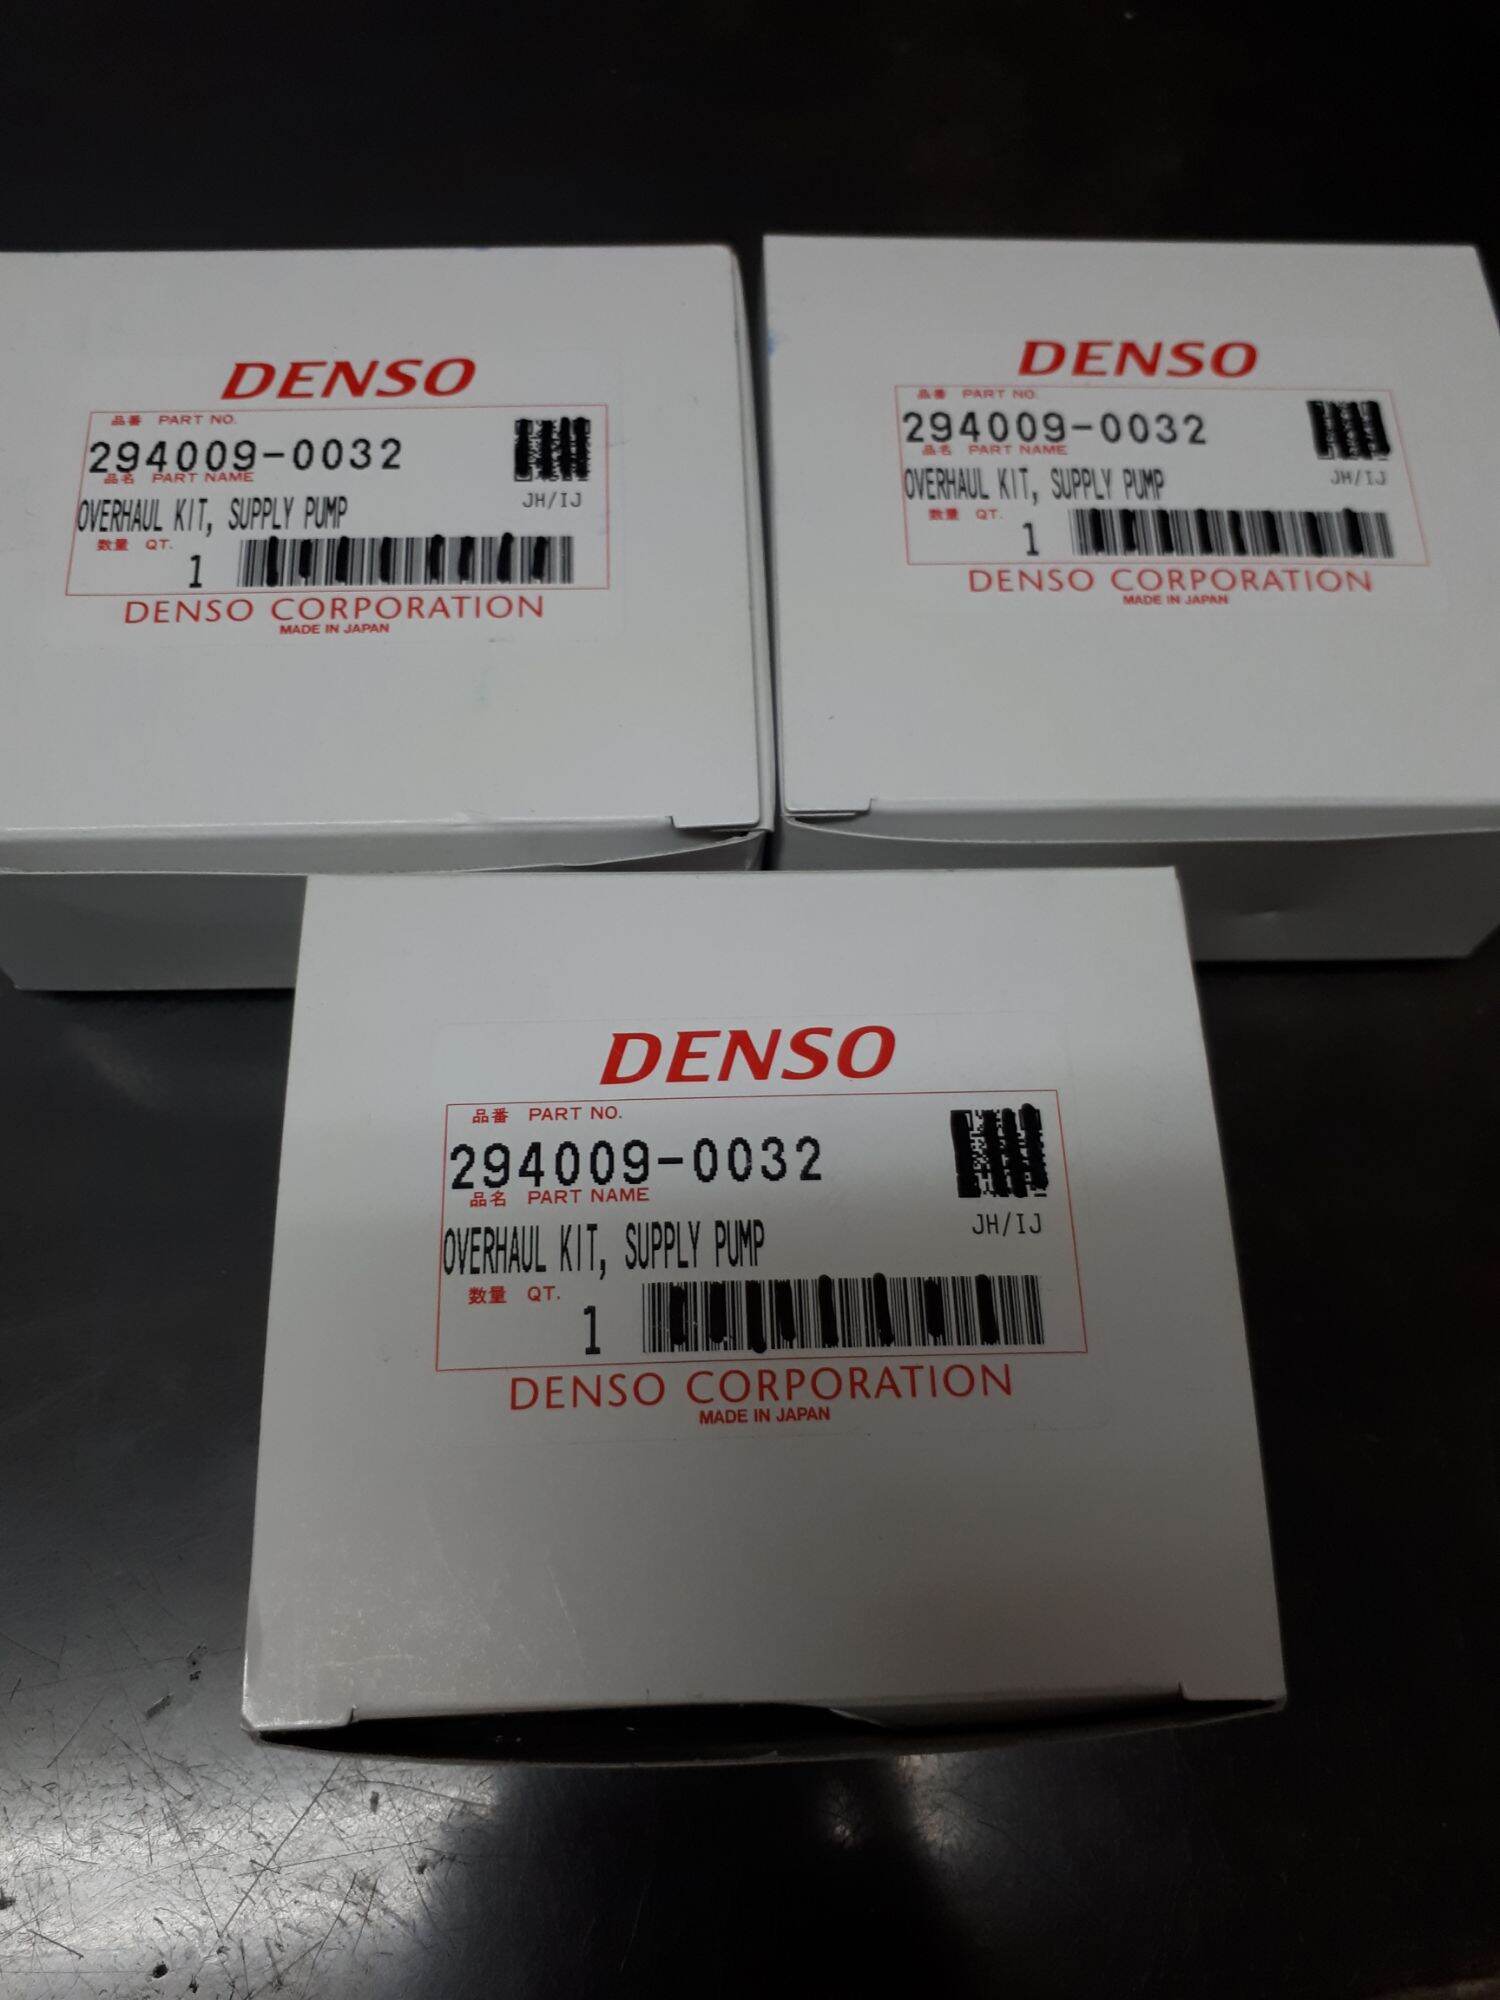 DENSO
品番 PART NO.
294009-0032
品名 PART NAME
OVERHAUL KIT, SUPPLY PUMP
JH/IJ
数量 QT.
1
DENSO CORPORATION
MADE IN JAPAN
DENSO
品番 PART NO.
294009-0032
品名 PART NAME
OVERHAUL KIT, SUPPLY PUMP
JH/IJ
数量 QT.
1
DENSO CORPORATION
MADE IN JAPAN
DENSO
品番 PART NO.
294009-0032
品名 PART NAME
JH/IJ
OVERHAUL KIT, SUPPLY PUMP
数量 QT.
1
DENSO CORPORATION
MADE IN JAPAN